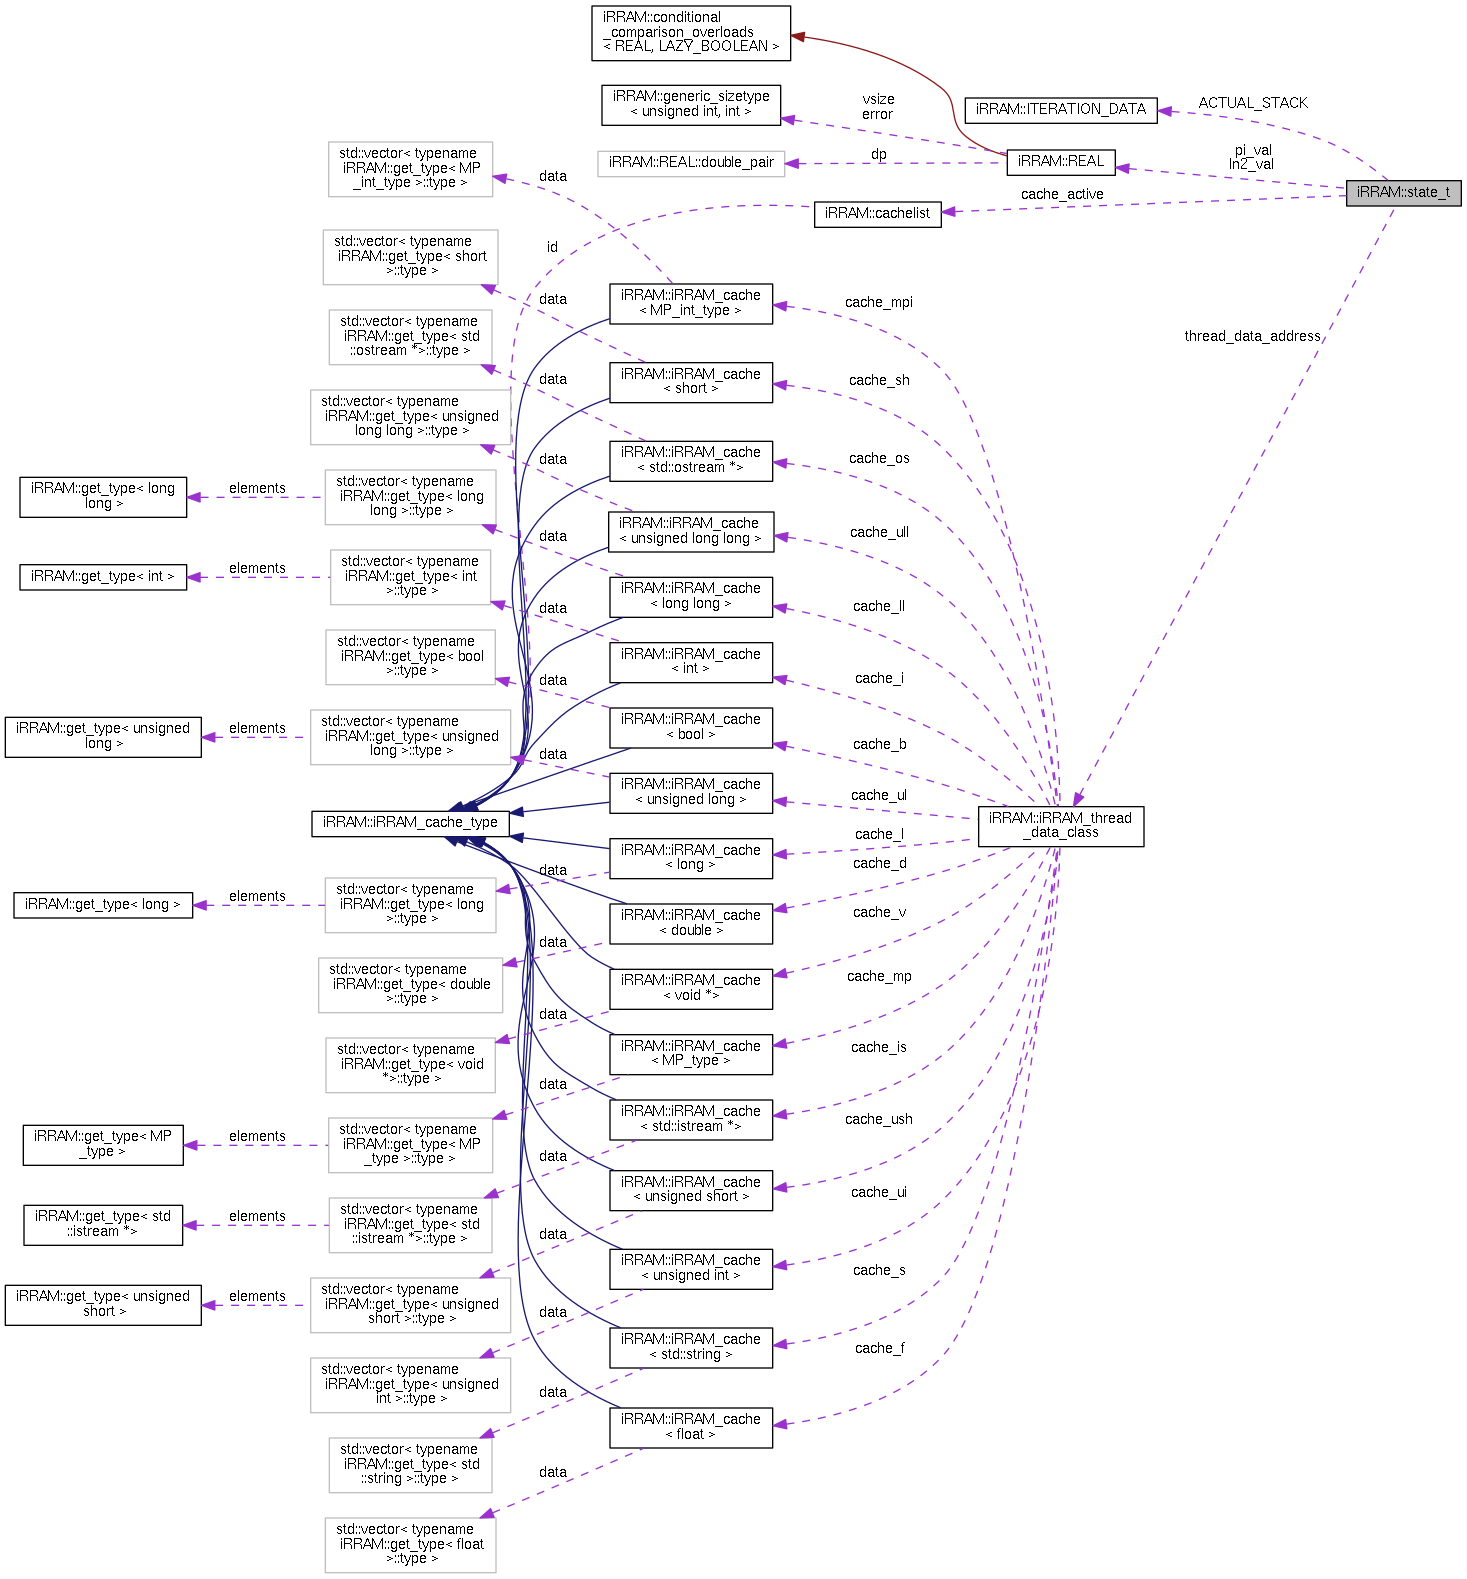 iRRAM::conditional
_comparison_overloads
< REAL, LAZY_BOOLEAN >
iRRAM::generic_sizetype
< unsigned int, int >
vsize
error
iRRAM::ITERATION_DATA
ACTUAL_STACK
iRRAM::REAL::double_pair
dp
iRRAM::REAL
pi_val
ln2_val
iRRAM::state_t
iRRAM::cachelist
cache_active
id
thread_data_address
std::vector< typename
iRRAM::get_type< MP
_int_type >::type >
data
iRRAM::iRRAM_cache
< MP_int_type >
cache_mpi
std::vector< typename
iRRAM::get_type< short
>::type >
data
iRRAM::iRRAM_cache
< short >
cache_sh
std::vector< typename
iRRAM::get_type< std
::ostream *>::type >
data
iRRAM::iRRAM_cache
< std::ostream *>
cache_os
std::vector< typename
iRRAM::get_type< unsigned
long long >::type >
data
iRRAM::iRRAM_cache
< unsigned long long >
cache_ull
iRRAM::get_type< long
long >
elements
std::vector< typename
iRRAM::get_type< long
long >::type >
data
iRRAM::iRRAM_cache
< long long >
cache_ll
iRRAM::get_type< int >
elements
std::vector< typename
iRRAM::get_type< int
>::type >
data
iRRAM::iRRAM_cache
< int >
cache_i
std::vector< typename
iRRAM::get_type< bool
>::type >
data
iRRAM::iRRAM_cache
< bool >
cache_b
iRRAM::get_type< unsigned
long >
elements
std::vector< typename
iRRAM::get_type< unsigned
long >::type >
data
iRRAM::iRRAM_cache
< unsigned long >
cache_ul
iRRAM::iRRAM_cache_type
iRRAM::iRRAM_thread
_data_class
iRRAM::get_type< long >
elements
std::vector< typename
iRRAM::get_type< long
>::type >
data
iRRAM::iRRAM_cache
< long >
cache_l
std::vector< typename
iRRAM::get_type< double
>::type >
data
iRRAM::iRRAM_cache
< double >
cache_d
std::vector< typename
iRRAM::get_type< void
*>::type >
data
iRRAM::iRRAM_cache
< void *>
cache_v
iRRAM::get_type< MP
_type >
elements
std::vector< typename
iRRAM::get_type< MP
_type >::type >
data
iRRAM::iRRAM_cache
< MP_type >
cache_mp
iRRAM::get_type< std
::istream *>
elements
std::vector< typename
iRRAM::get_type< std
::istream *>::type >
data
iRRAM::iRRAM_cache
< std::istream *>
cache_is
iRRAM::get_type< unsigned
short >
elements
std::vector< typename
iRRAM::get_type< unsigned
short >::type >
data
iRRAM::iRRAM_cache
< unsigned short >
cache_ush
std::vector< typename
iRRAM::get_type< unsigned
int >::type >
data
iRRAM::iRRAM_cache
< unsigned int >
cache_ui
std::vector< typename
iRRAM::get_type< std
::string >::type >
data
iRRAM::iRRAM_cache
< std::string >
cache_s
std::vector< typename
iRRAM::get_type< float
>::type >
data
iRRAM::iRRAM_cache
< float >
cache_f